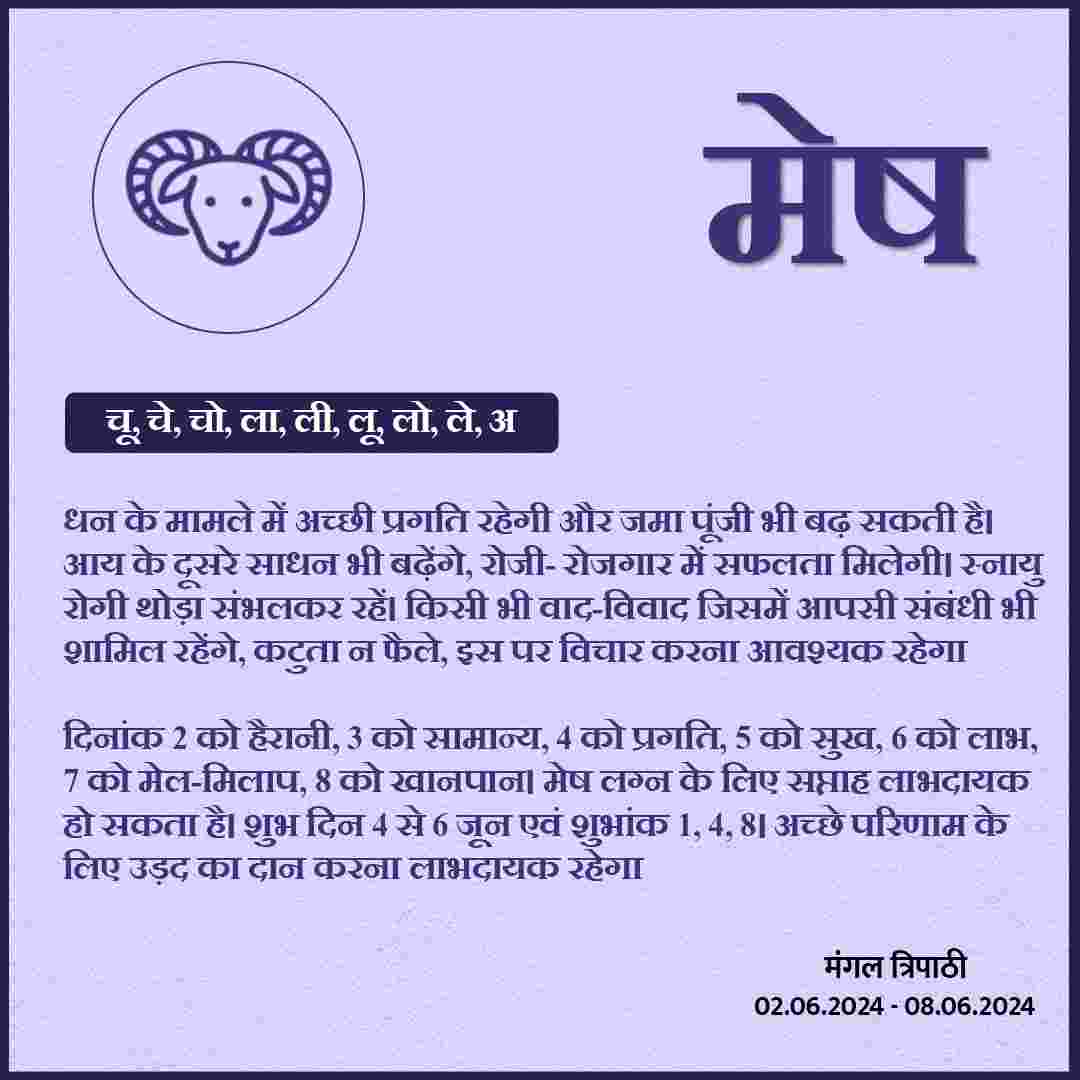 मेष
चू, चे, चो, ला, ली, लू, लो, ले, अ
धन के मामले में अच्छी प्रगति रहेगी और जमा पूंजी भी बढ़ सकती है।
आय के दूसरे साधन भी बढ़ेंगे, रोजी- रोजगार में सफलता मिलेगी। स्नायु
रोगी थोड़ा संभलकर रहें। किसी भी वाद-विवाद जिसमें आपसी संबंधी भी
शामिल रहेंगे, कटुता न फैले, इस पर विचार करना आवश्यक रहेगा
दिनांक 2 को हैरानी, 3 को सामान्य, 4 को प्रगति, 5 को सुख, 6 को लाभ,
7 को मेल-मिलाप, 8 को खानपान। मेष लग्न के लिए सप्ताह लाभदायक
हो सकता है। शुभ दिन 4 से 6 जून एवं शुभांक 1, 4, 8। अच्छे परिणाम के
लिए उड़द का दान करना लाभदायक रहेगा
मंगल त्रिपाठी
02.06.2024 - 08.06.2024